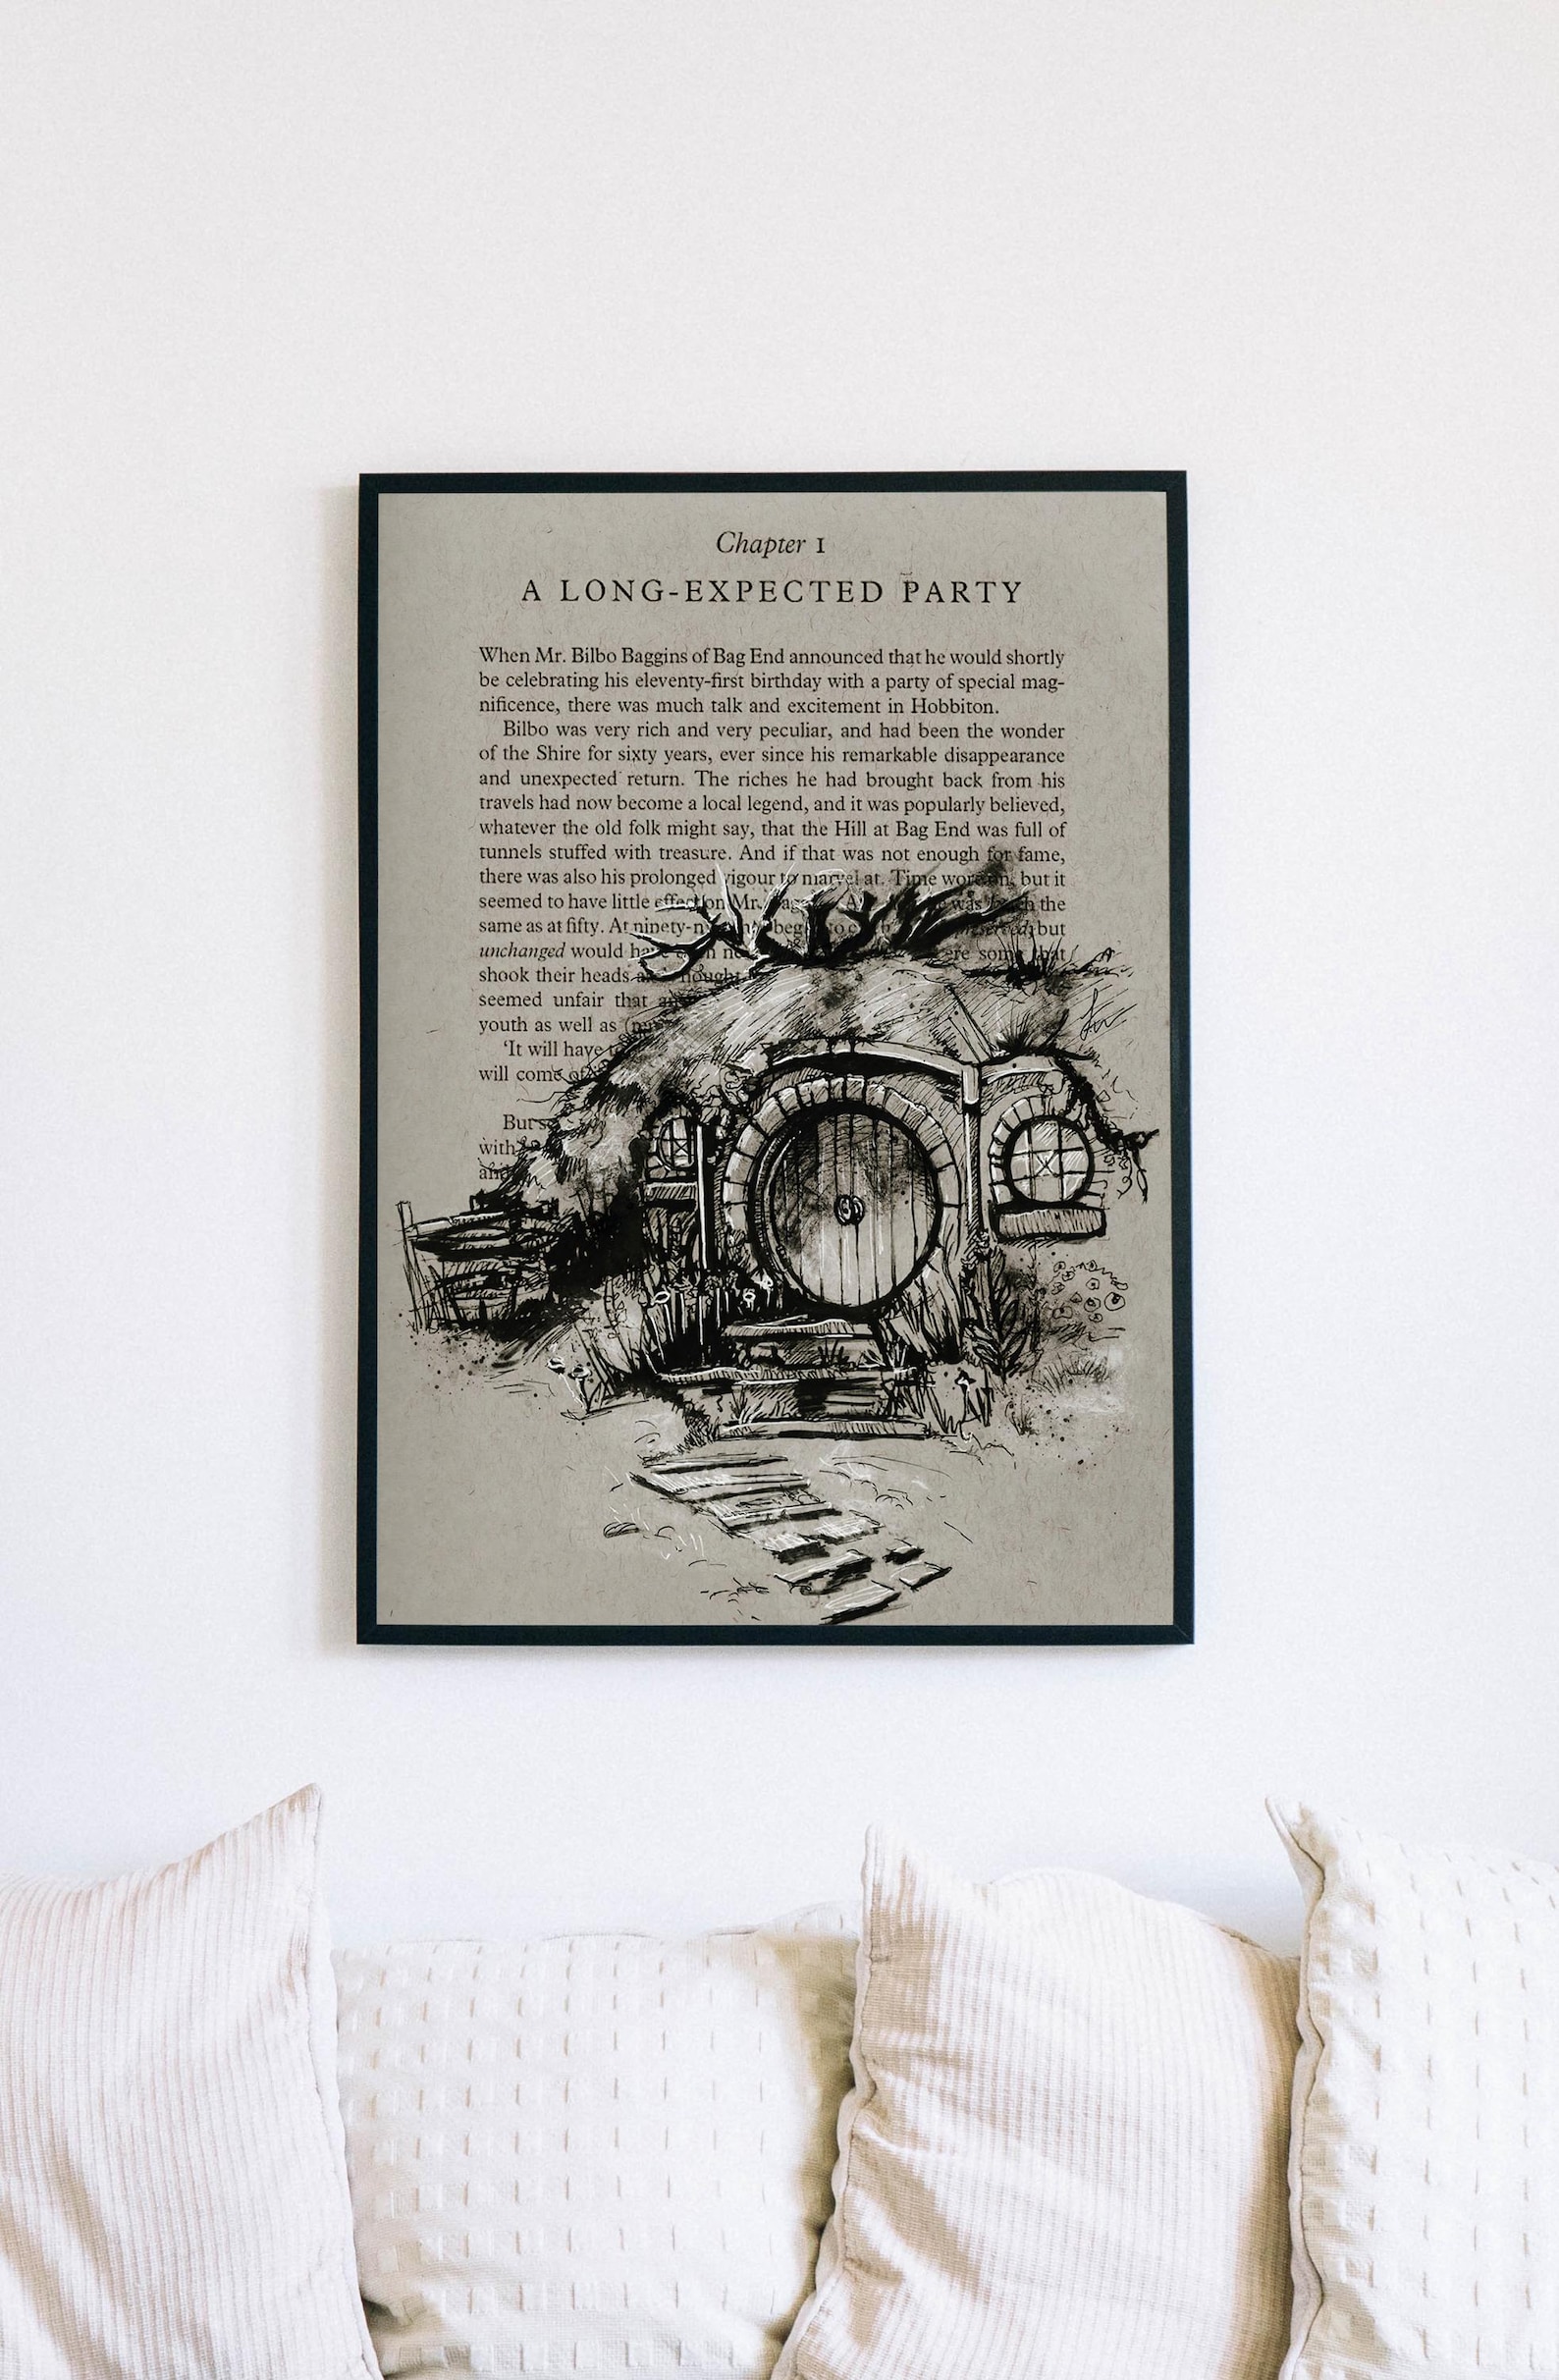 Chapter 1
A LONG-EXPECTED PARTY
When Mr. Bilbo Baggins of Bag End announced that he would shortly
be celebrating his eleventy-first birthday with a party of special mag-
nificence, there was much talk and excitement in Hobbiton.
Bilbo was very rich and very peculiar, and had been the wonder
of the Shire for sixty years, ever since his remarkable disappearance
and unexpected return. The riches he had brought back from his
travels had now become a local legend, and it was popularly believed,
whatever the old folk might say, that the Hill at Bag End was full of
tunnels stuffed with treasure. And if that was not enough for fame,
there was also his prolonged vigour to marvel at. Time wore on, but it
seemed to have little effect on Mr. was the
same as at fifty. At but
unchanged would some that
shook their heads
seemed unfair that
youth as well as
‘It will have
will come
But
with
and